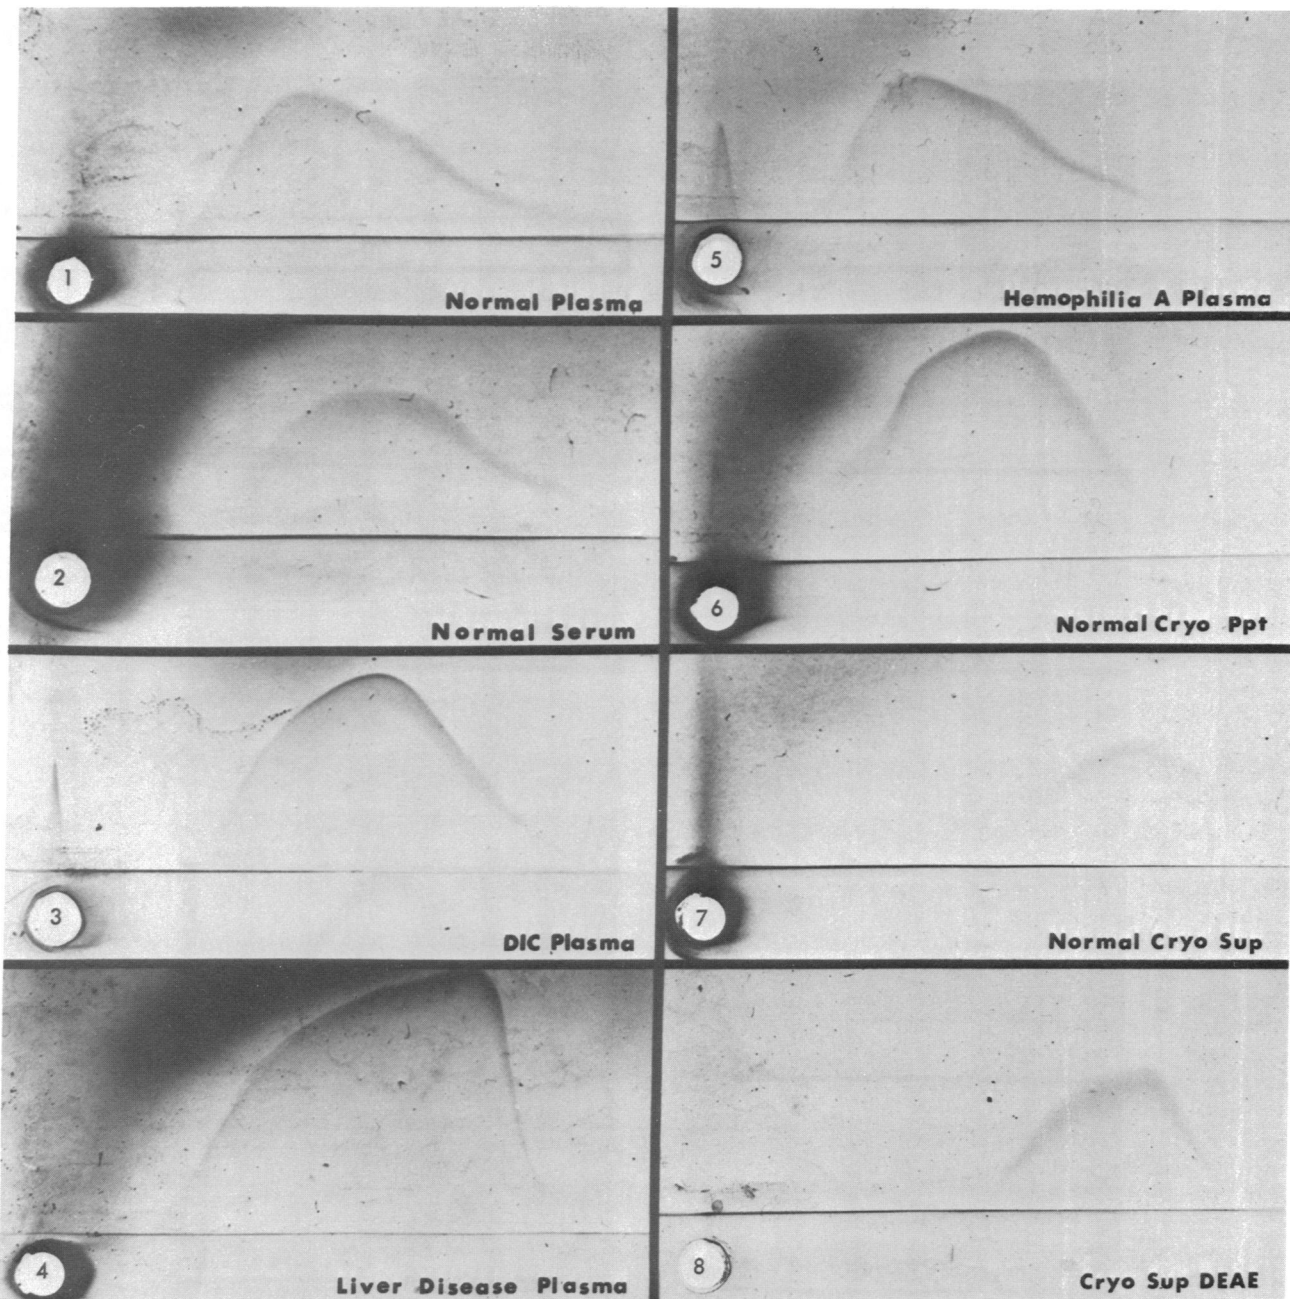 1
Normal Plasma
2
Normal Serum
3
DIC Plasma
4
Liver Disease Plasma
5
Hemophilia A Plasma
6
Normal Cryo Ppt
7
Normal Cryo Sup
8
Cryo Sup DEAE